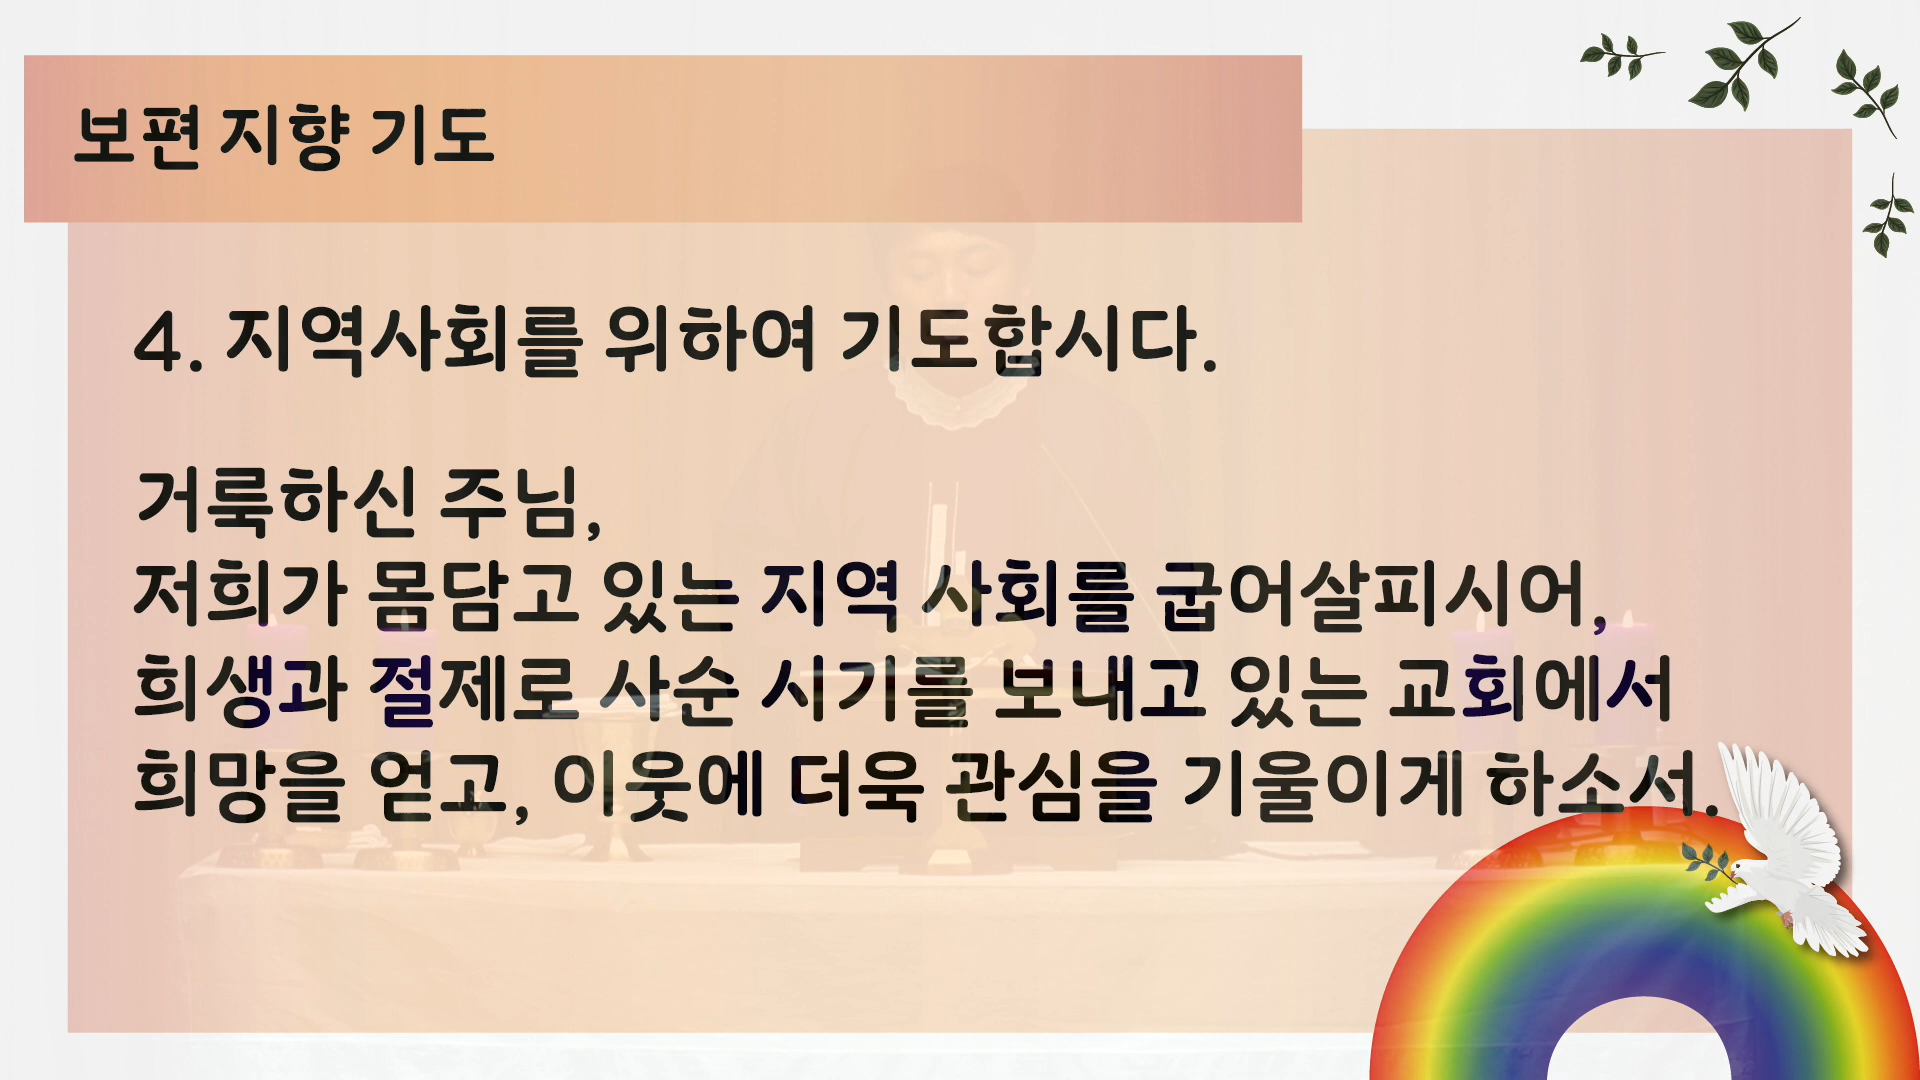 보편 지향 기도
4. 지역사회를 위하여 기도합시다.
거룩하신 주님,
저희가 몸담고 있는 지역 사회를 굽어살피시어,
희생과 절제로 사순 시기를 보내고 있는 교회에서
희망을 얻고, 이웃에 더욱 관심을 기울이게 하소서.